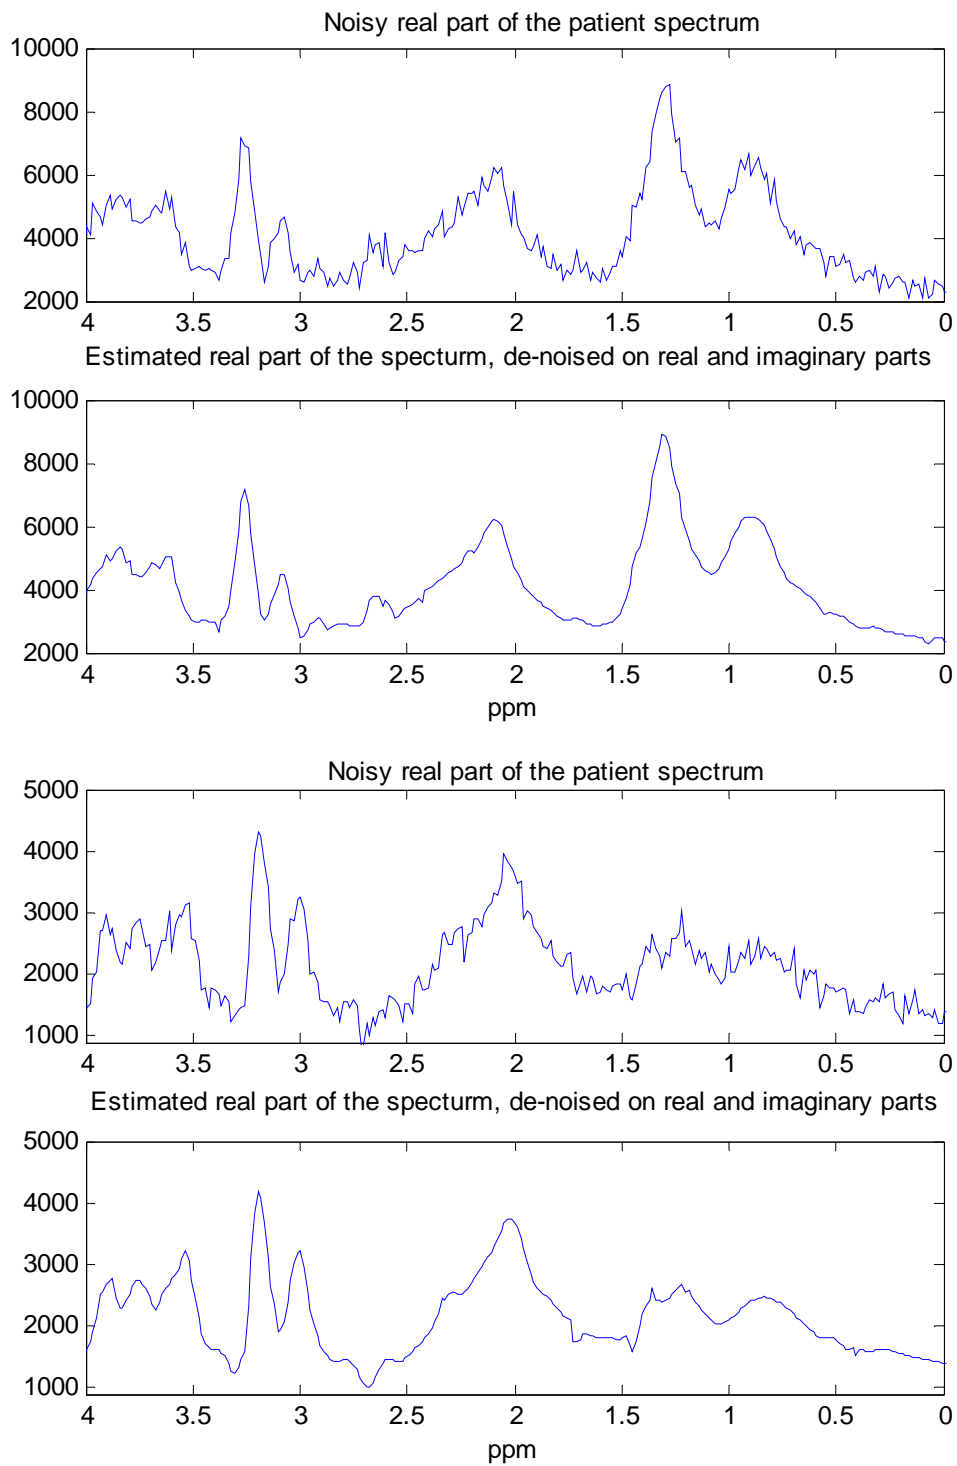 Noisy real part of the patient spectrum
10000
8000
6000
4000
2000
4 3.5 3 2.5 2 1.5 1 0.5 0
Estimated real part of the specturm, de-noised on real and imaginary parts
10000
8000
6000
4000
2000
4 3.5 3 2.5 2 1.5 1 0.5 0
ppm
Noisy real part of the patient spectrum
5000
4000
3000
2000
1000
4 3.5 3 2.5 2 1.5 1 0.5 0
Estimated real part of the specturm, de-noised on real and imaginary parts
5000
4000
3000
2000
1000
4 3.5 3 2.5 2 1.5 1 0.5 0
ppm